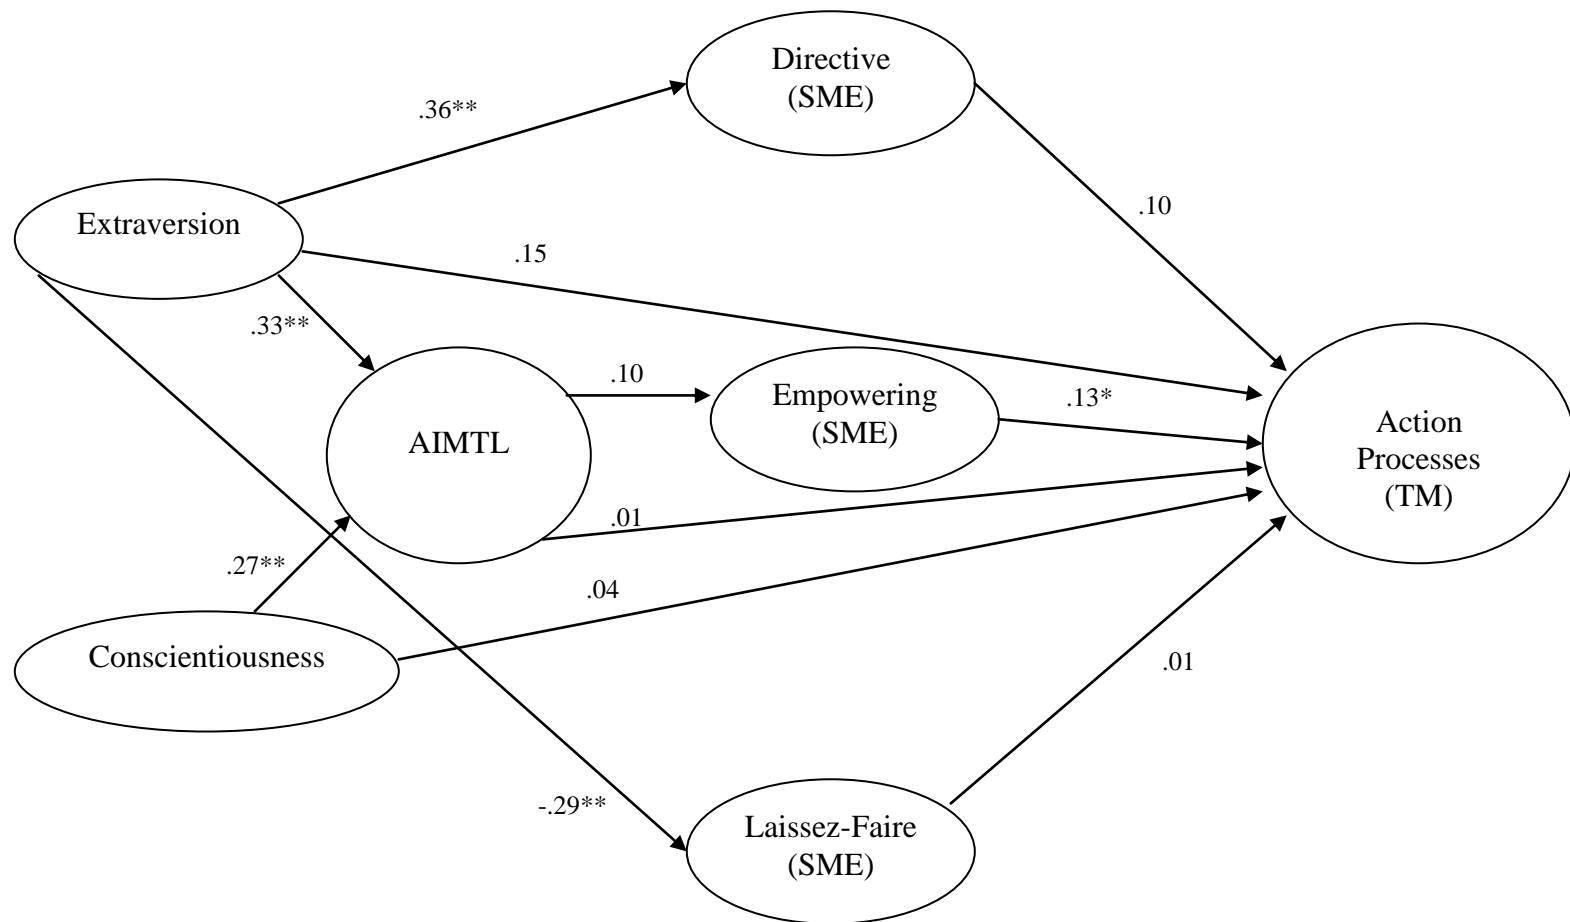 Directive
(SME)
.36**
Extraversion
.10
.15
.33**
.10
Empowering
(SME)
.13*
AIMTL
Action
Processes
(TM)
.01
.27**
.04
Conscientiousness
.01
-.29**
Laissez-Faire
(SME)